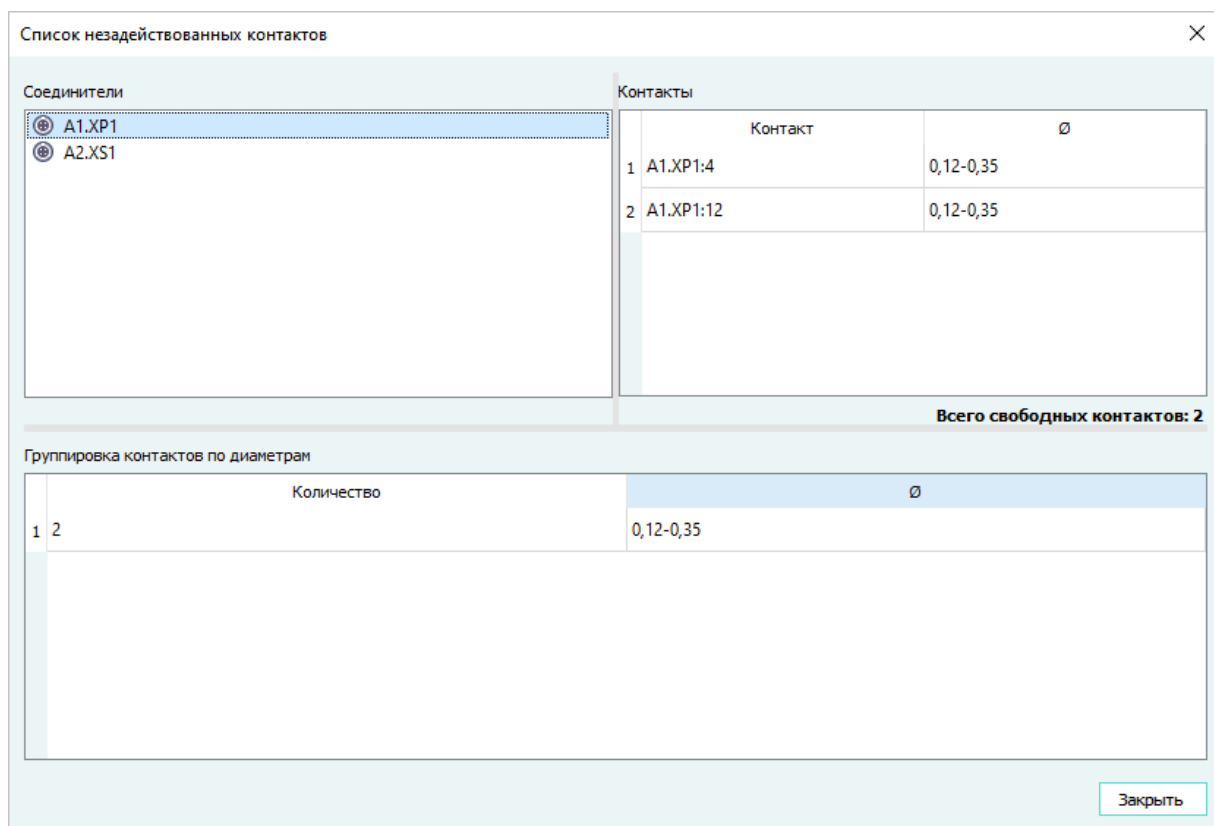 Список незадействованных контактов
Соединители
A1.XP1
A2.XS1
Контакты
Контакт Ø
1 A1.XP1:4 0,12-0,35
2 A1.XP1:12 0,12-0,35
Всего свободных контактов: 2
Группировка контактов по диаметрам
Количество Ø
1 2 0,12-0,35
Закрыть